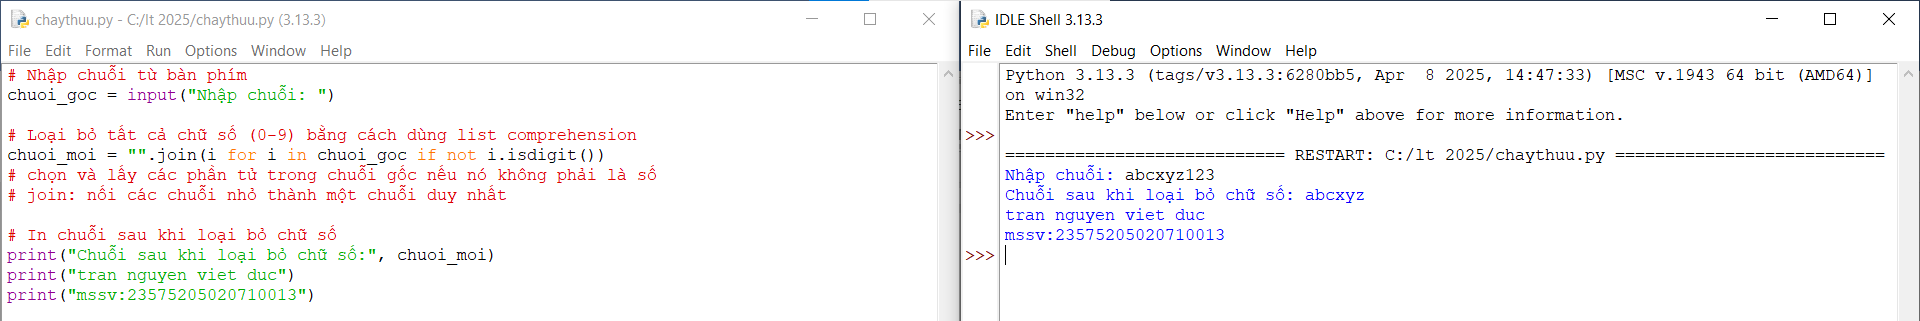 chaythuu.py - C:/lt 2025/chaythuu.py (3.13.3)
File Edit Format Run Options Window Help
# Nhập chuỗi từ bàn phím
chuoi_goc = input("Nhập chuỗi: ")
# Loại bỏ tất cả chữ số (0-9) bằng cách dùng list comprehension
chuoi_moi = "".join(i for i in chuoi_goc if not i.isdigit())
# chọn và lấy các phần tử trong chuỗi gốc nếu nó không phải là số
# join: nối các chuỗi nhỏ thành một chuỗi duy nhất
# In chuỗi sau khi loại bỏ chữ số
print("Chuỗi sau khi loại bỏ chữ số:", chuoi_moi)
print("tran nguyen viet duc")
print("mssv:23575205020710013")
IDLE Shell 3.13.3
File Edit Shell Debug Options Window Help
Python 3.13.3 (tags/v3.13.3:6280bb5, Apr  8 2025, 14:47:33) [MSC v.1943 64 bit (AMD64)]
on win32
Enter "help" below or click "Help" above for more information.
>>>
============================ RESTART: C:/lt 2025/chaythuu.py ===========================
Nhập chuỗi: abcxyz123
Chuỗi sau khi loại bỏ chữ số: abcxyz
tran nguyen viet duc
mssv:23575205020710013
>>>